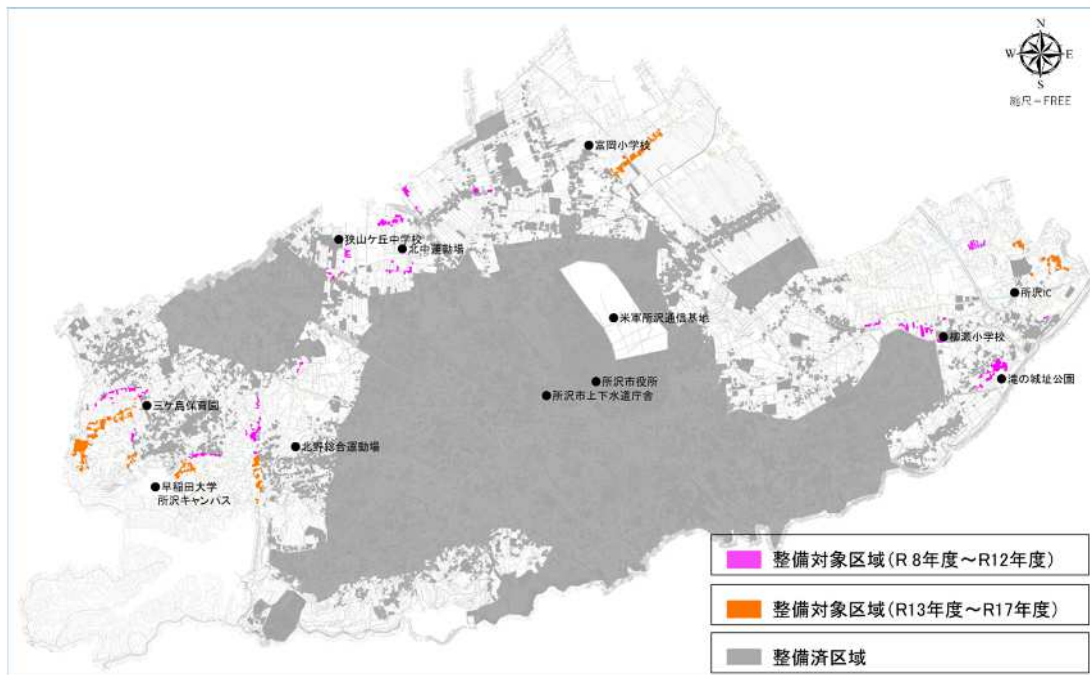 N
W
E
S
縮尺=FREE
富岡小学校
狭山ケ丘中学校
北中運動場
所沢IC
米軍所沢通信基地
柳瀬小学校
滝の城址公園
所沢市役所
所沢市上下水道庁舎
三ケ島保育園
北野総合運動場
早稲田大学
所沢キャンパス
整備対象区域(R 8年度～R12年度)
整備対象区域(R13年度～R17年度)
整備済区域